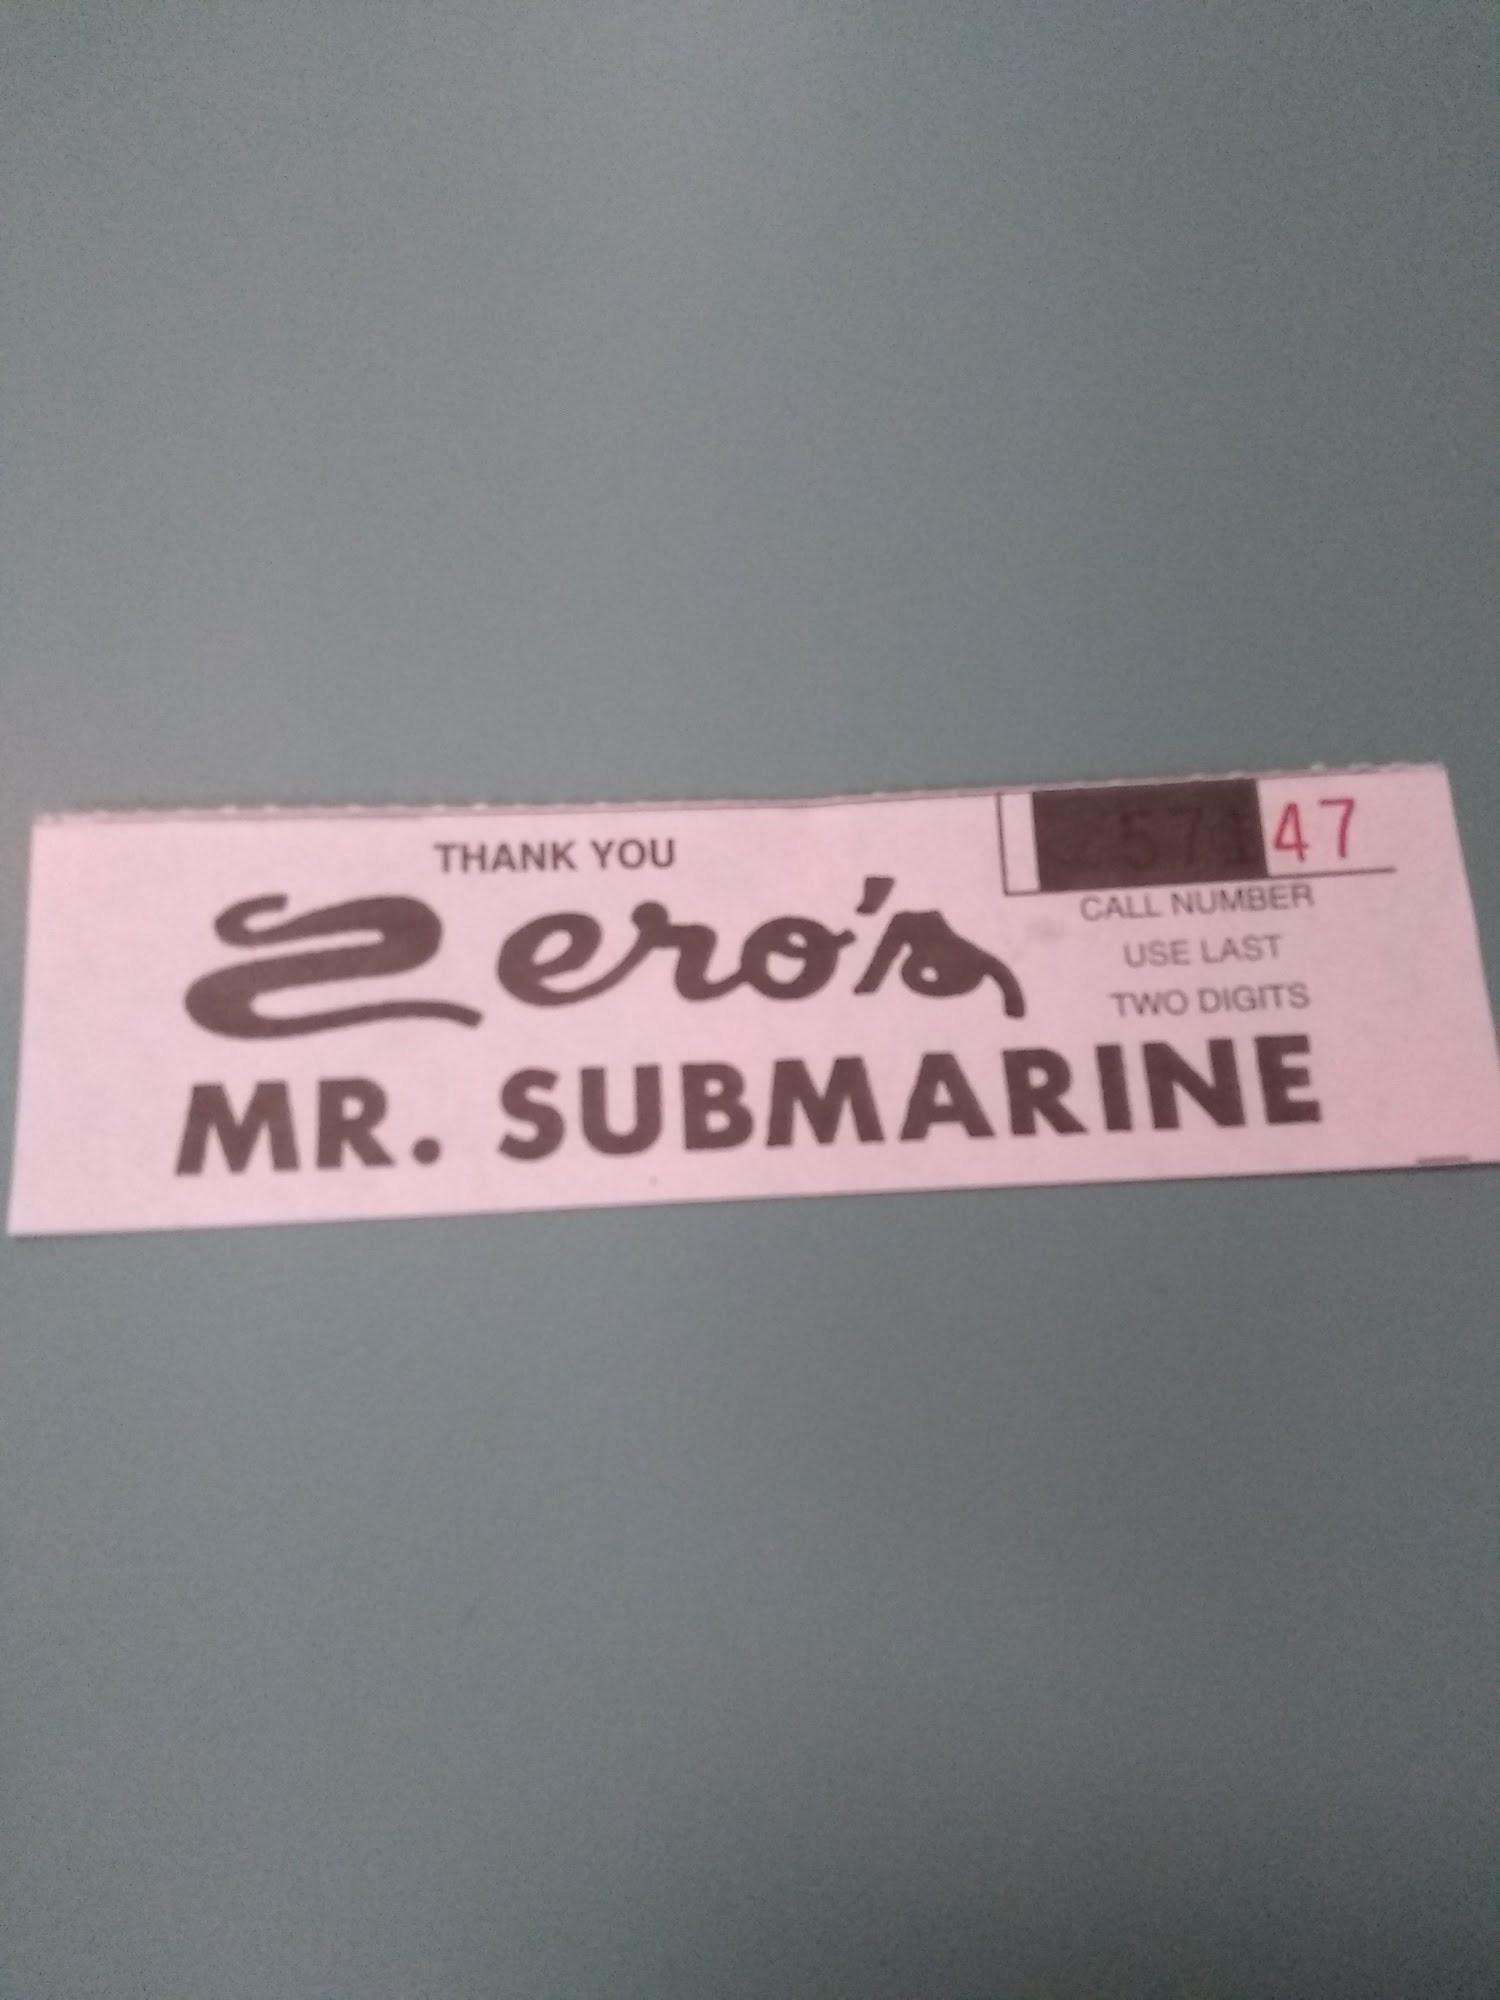 THANK YOU
Zero's
MR. SUBMARINE
47
CALL NUMBER
USE LAST
TWO DIGITS